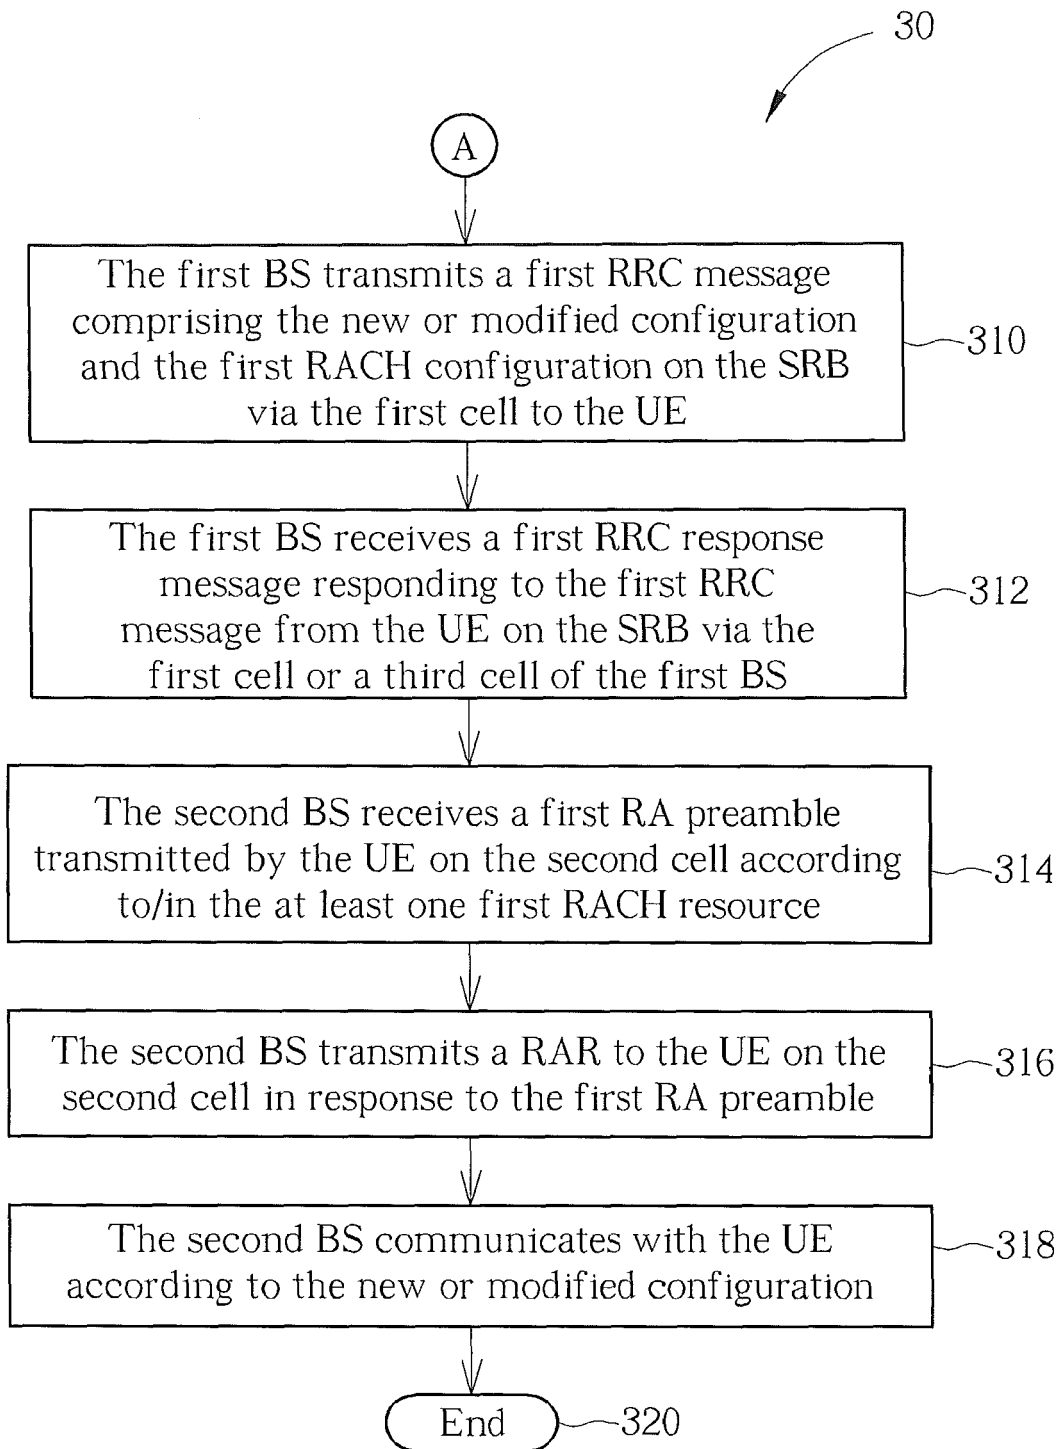 30
A
The first BS transmits a first RRC message
comprising the new or modified configuration
and the first RACH configuration on the SRB
via the first cell to the UE
310
The first BS receives a first RRC response
message responding to the first RRC
message from the UE on the SRB via the
first cell or a third cell of the first BS
312
The second BS receives a first RA preamble
transmitted by the UE on the second cell according
to/in the at least one first RACH resource
314
The second BS transmits a RAR to the UE on the
second cell in response to the first RA preamble
316
The second BS communicates with the UE
according to the new or modified configuration
318
End
320